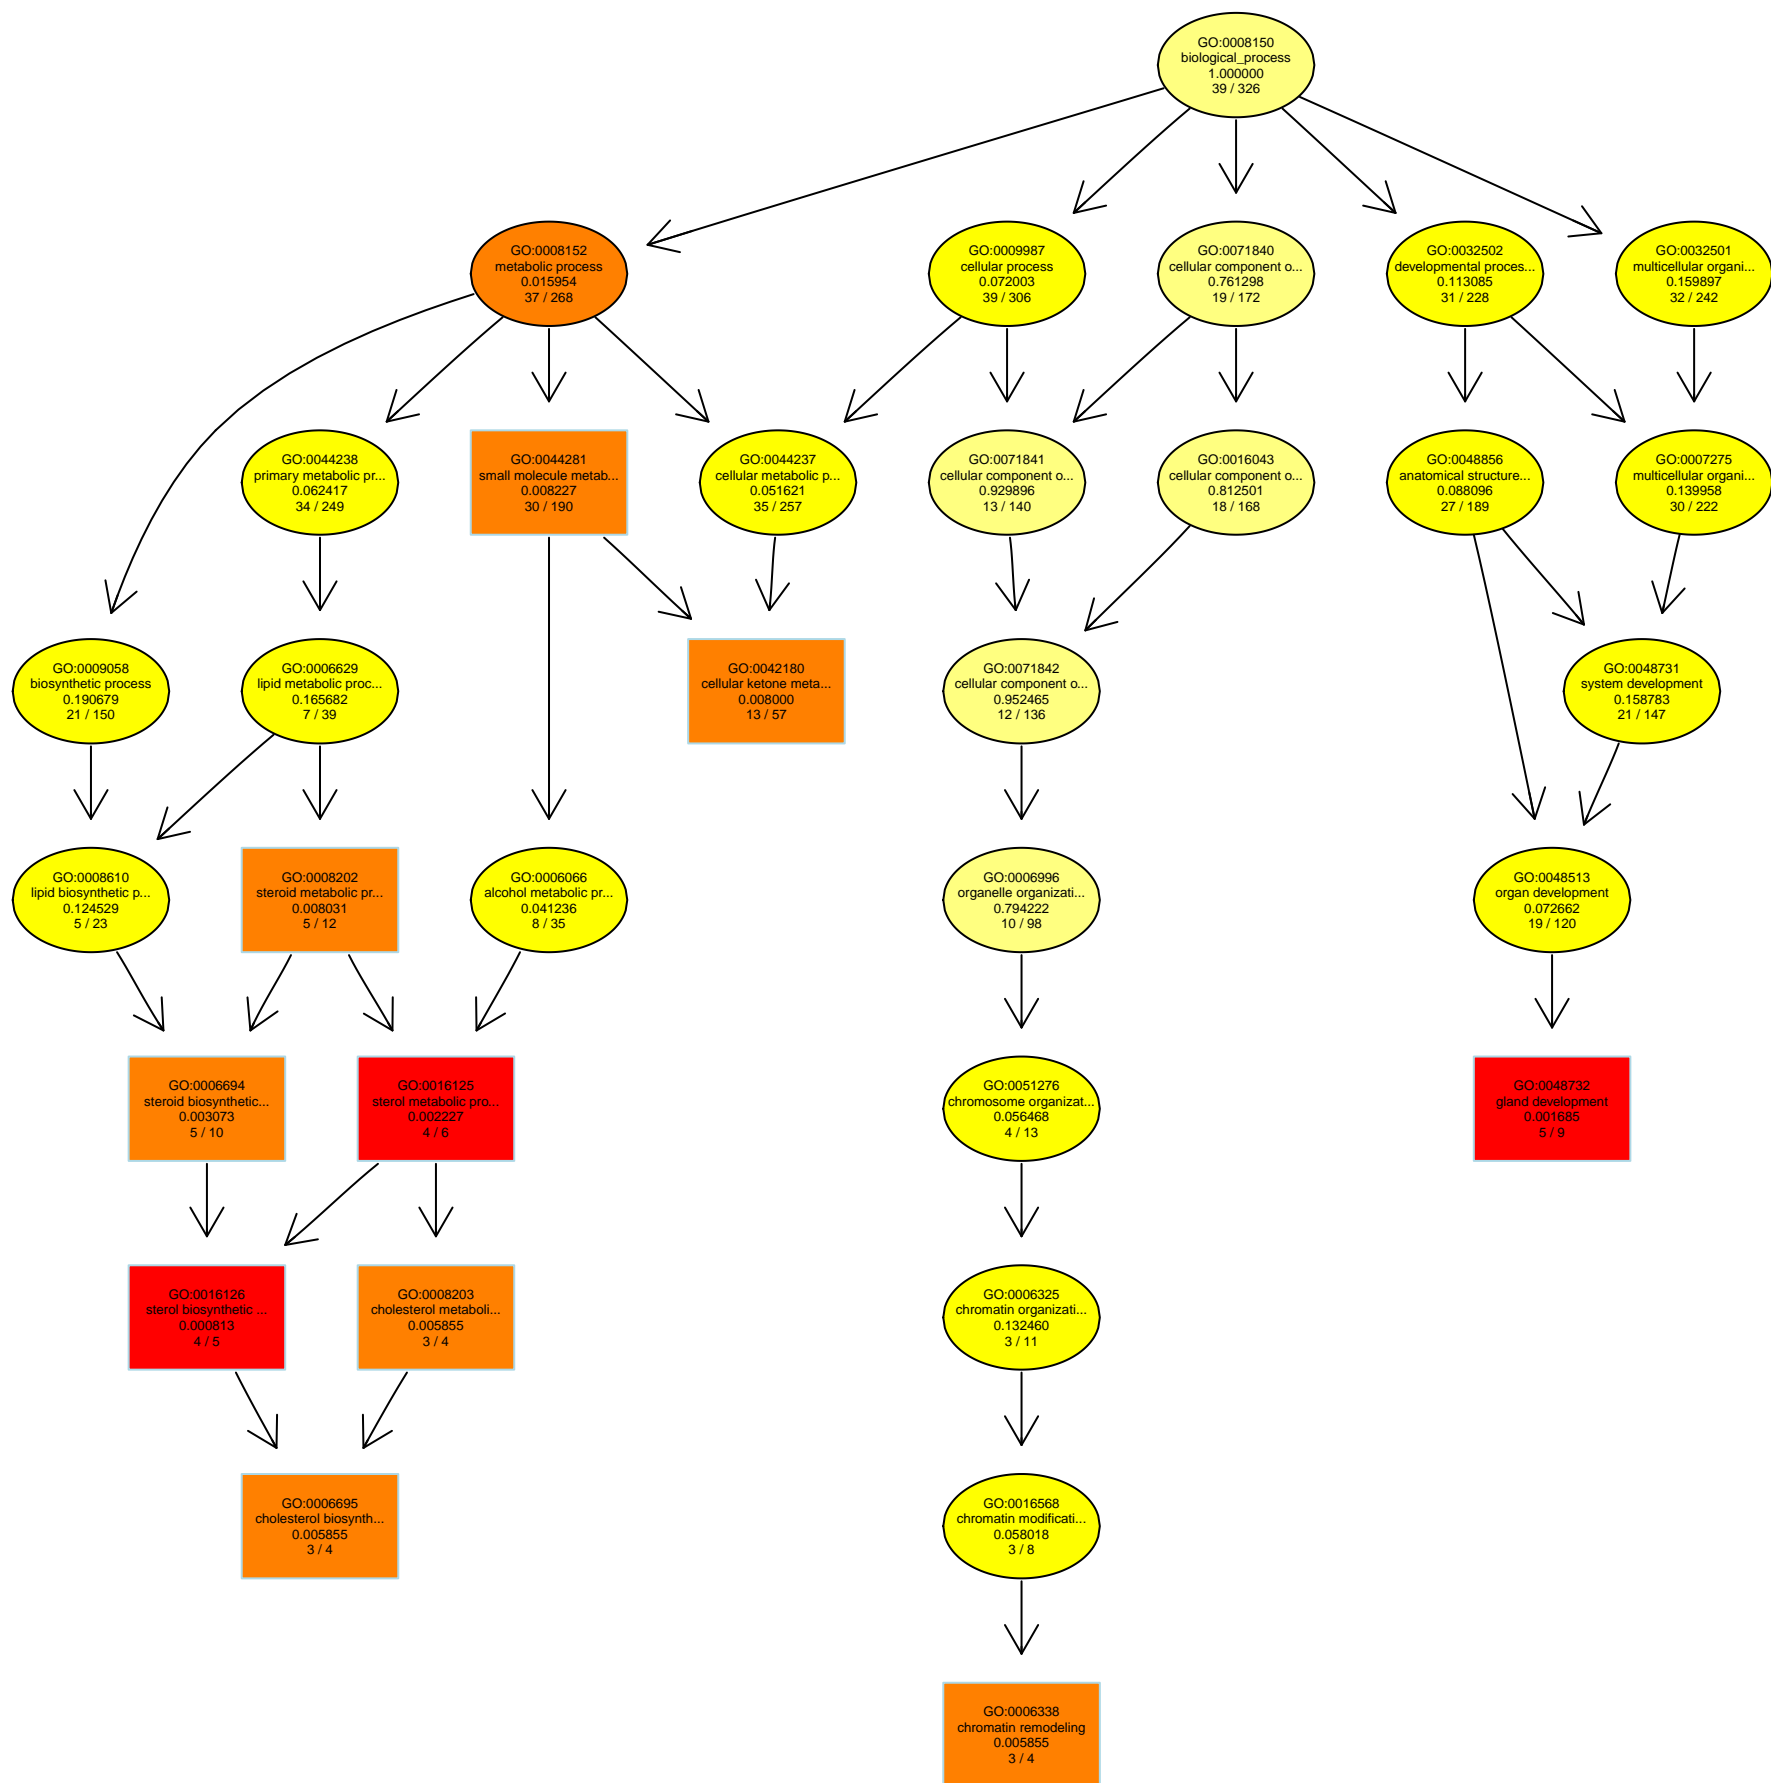 GO:0008150
biological_process
1.000000
39 / 326
GO:0008152
metabolic process
0.015954
37 / 268
GO:0009987
cellular process
0.072003
39 / 306
GO:0071840
cellular component o...
0.761298
19 / 172
GO:0032502
developmental proces...
0.113085
31 / 228
GO:0032501
multicellular organi...
0.159897
32 / 242
GO:0044238
primary metabolic pr...
0.062417
34 / 249
GO:0044281
small molecule metab...
0.008227
30 / 190
GO:0044237
cellular metabolic p...
0.051621
35 / 257
GO:0071841
cellular component o...
0.929896
13 / 140
GO:0016043
cellular component o...
0.812501
18 / 168
GO:0048856
anatomical structure...
0.088096
27 / 189
GO:0007275
multicellular organi...
0.139958
30 / 222
GO:0009058
biosynthetic process
0.190679
21 / 150
GO:0006629
lipid metabolic proc...
0.165682
7 / 39
GO:0042180
cellular ketone meta...
0.008000
13 / 57
GO:0071842
cellular component o...
0.952465
12 / 136
GO:0048731
system development
0.158783
21 / 147
GO:0008610
lipid biosynthetic p...
0.124529
5 / 23
GO:0008202
steroid metabolic pr...
0.008031
5 / 12
GO:0006066
alcohol metabolic pr...
0.041236
8 / 35
GO:0006996
organelle organizati...
0.794222
10 / 98
GO:0048513
organ development
0.072662
19 / 120
GO:0006694
steroid biosynthetic...
0.003073
5 / 10
GO:0016125
sterol metabolic pro...
0.002227
4 / 6
GO:0051276
chromosome organizat...
0.056468
4 / 13
GO:0048732
gland development
0.001685
5 / 9
GO:0016126
sterol biosynthetic ...
0.000813
4 / 5
GO:0008203
cholesterol metaboli...
0.005855
3 / 4
GO:0006325
chromatin organizati...
0.132460
3 / 11
GO:0006695
cholesterol biosynth...
0.005855
3 / 4
GO:0016568
chromatin modificati...
0.058018
3 / 8
GO:0006338
chromatin remodeling
0.005855
3 / 4